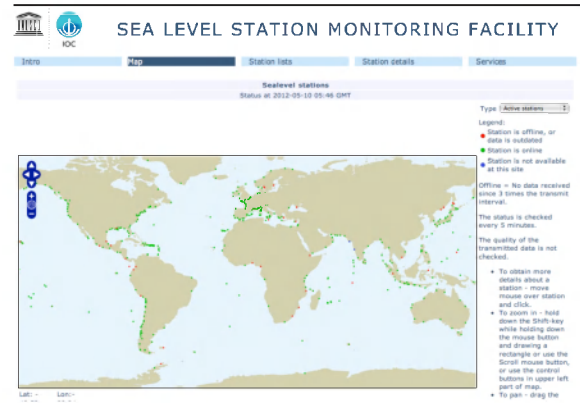 IOC
SEA LEVEL STATION MONITORING FACILITY
Intro
Map
Station lists
Station details
Services
Sealevel stations
Status at 2012-05-10 05:46 GMT
Type Active stations
Legend:
Station is offline, or
data is outdated
Station is online
Station is not available
at this site
Offline = No data received
since 3 times the transmit
interval.
The status is checked
every 5 minutes.
The quality of the
transmitted data is not
checked.
• To obtain more
details about a
station - move
mouse over station
and click.
• To zoom in - hold
down the Shift-key
while holding down
the mouse button
and drawing a
rectangle or use the
Scroll mouse button,
or use the control
buttons in upper left
part of map.
• To pan - drag the
Lat: -
Lon:-